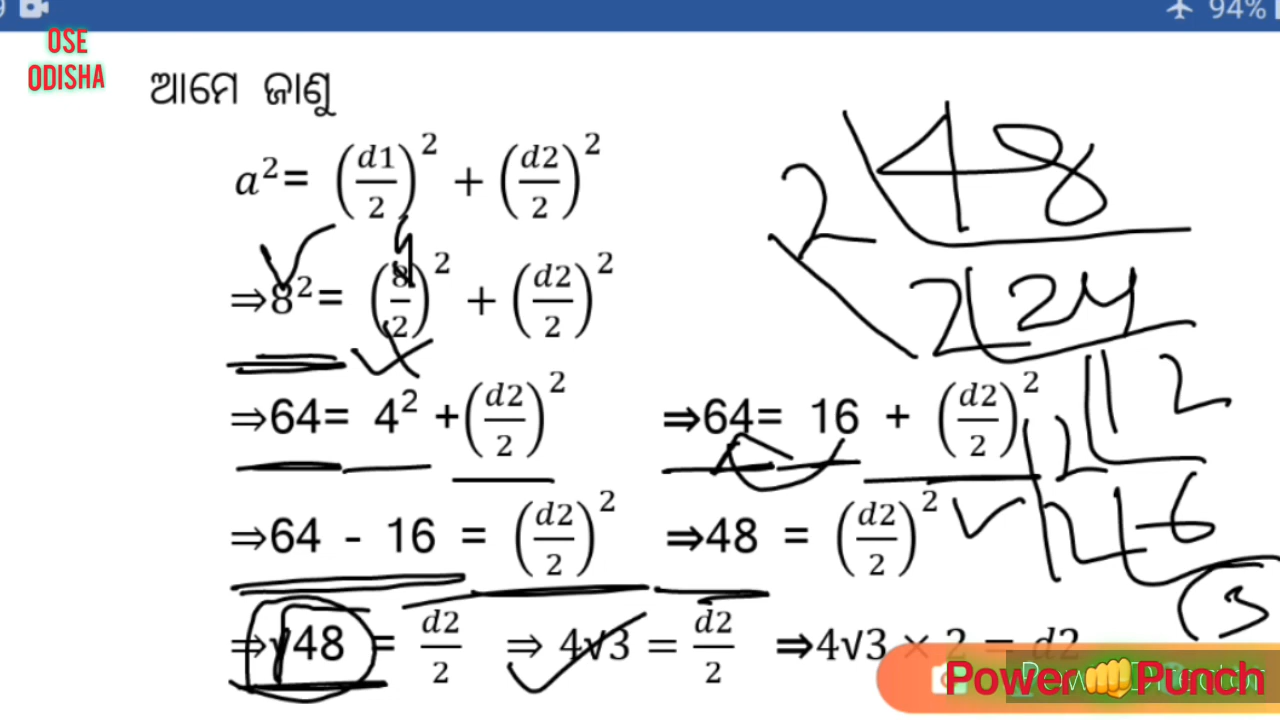 94%
OSE
ODISHA
ଆମେ ଜାଣୁ
a² = (d1/2)² + (d2/2)²
⇒8² = (8/2)² + (d2/2)²
4
⇒64= 4² +(d2/2)² ⇒64= 16 + (d2/2)²
⇒64 - 16 = (d2/2)² ⇒48 = (d2/2)²
⇒√48 = d2/2 ⇒ 4√3 = d2/2 ⇒4√3 × 2 = d2
2 48
2 24
2 12
2 6
3
Power👊Punch